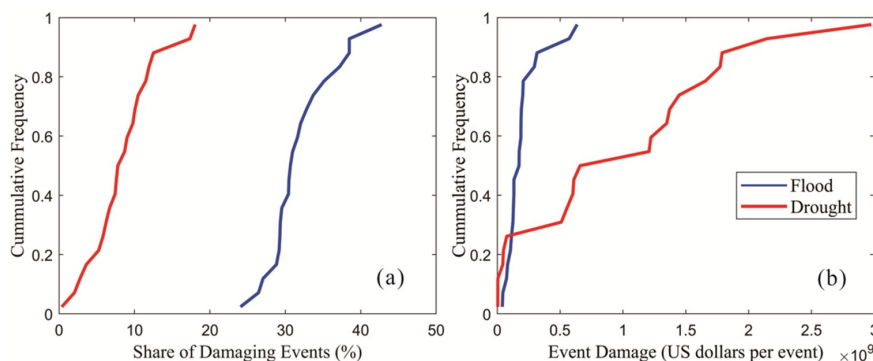 1
0.8
0.6
0.4
0.2
0
Cummulative Frequency
0 10 20 30 40 50
Share of Damaging Events (%)
(a)
1
0.8
0.6
0.4
0.2
0
Cummulative Frequency
Flood
Drought
(b)
0 0.5 1 1.5 2 2.5 3
×10⁹
Event Damage (US dollars per event)